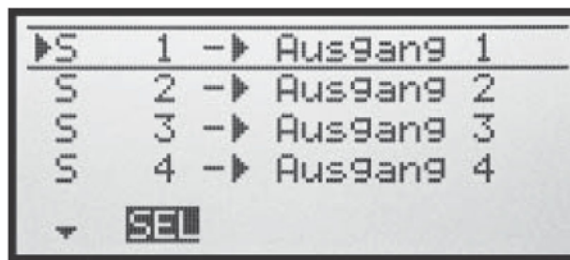 S 1 -> Ausgang 1
S 2 -> Ausgang 2
S 3 -> Ausgang 3
S 4 -> Ausgang 4
SEL